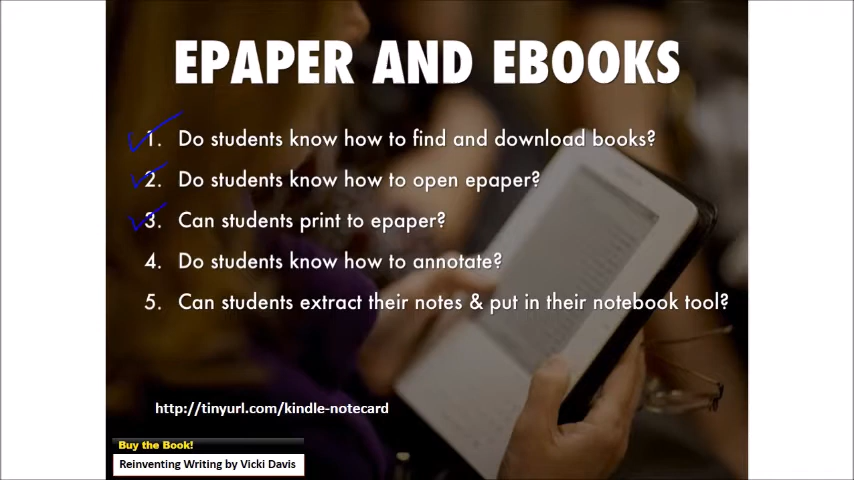 EPAPER AND EBOOKS
1. Do students know how to find and download books?
2. Do students know how to open epaper?
3. Can students print to epaper?
4. Do students know how to annotate?
5. Can students extract their notes & put in their notebook tool?
http://tinyurl.com/kindle-notecard
Buy the Book!
Reinventing Writing by Vicki Davis